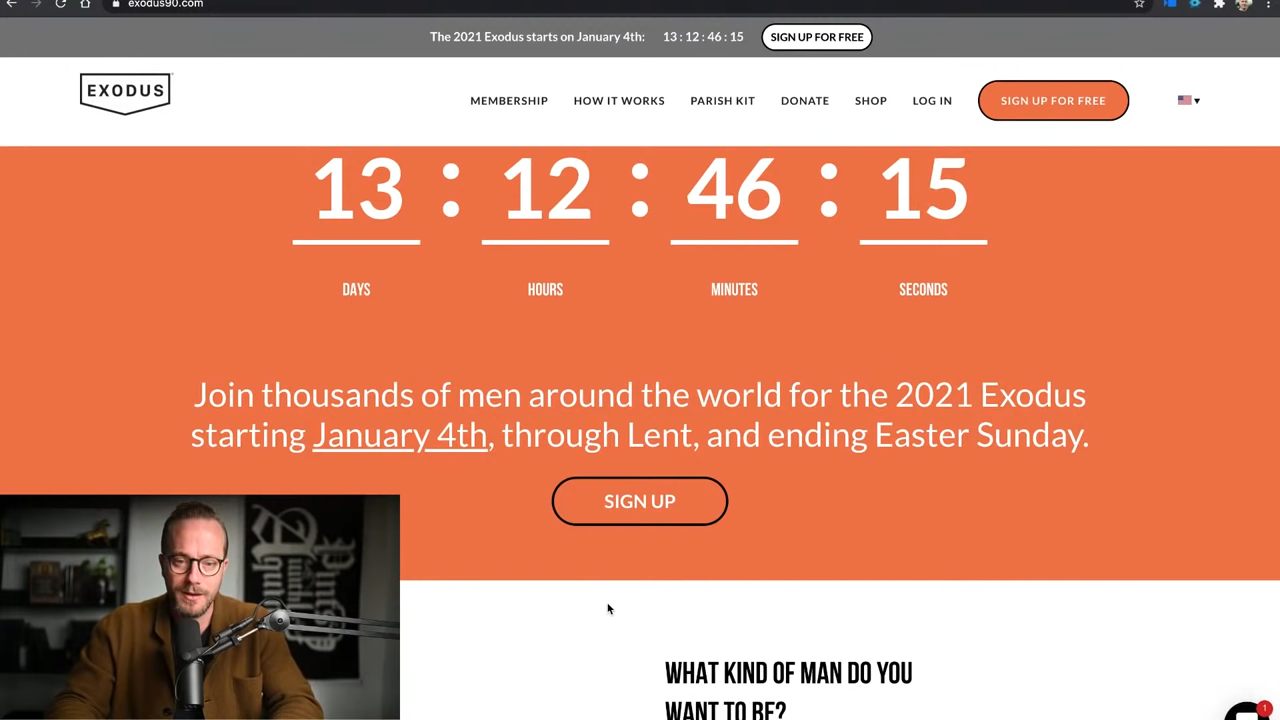 exodus90.com
The 2021 Exodus starts on January 4th: 13 : 12 : 46 : 15 SIGN UP FOR FREE
EXODUS MEMBERSHIP HOW IT WORKS PARISH KIT DONATE SHOP LOG IN SIGN UP FOR FREE
13 : 12 : 46 : 15
DAYS HOURS MINUTES SECONDS
Join thousands of men around the world for the 2021 Exodus
starting January 4th, through Lent, and ending Easter Sunday.
SIGN UP
WHAT KIND OF MAN DO YOU
WANT TO BE?
1